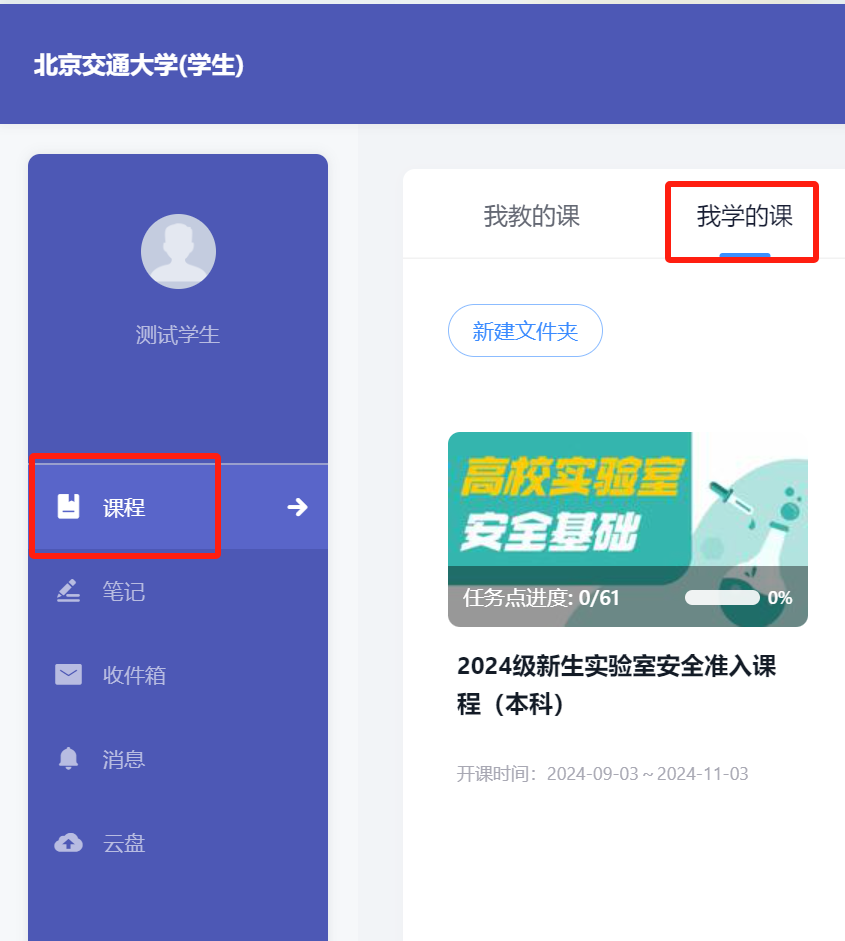 北京交通大学(学生)
测试学生
课程
笔记
收件箱
消息
云盘
我教的课
我学的课
新建文件夹
高校实验室
安全基础
任务点进度: 0/61
0%
2024级新生实验室安全准入课
程（本科）
开课时间：2024-09-03～2024-11-03